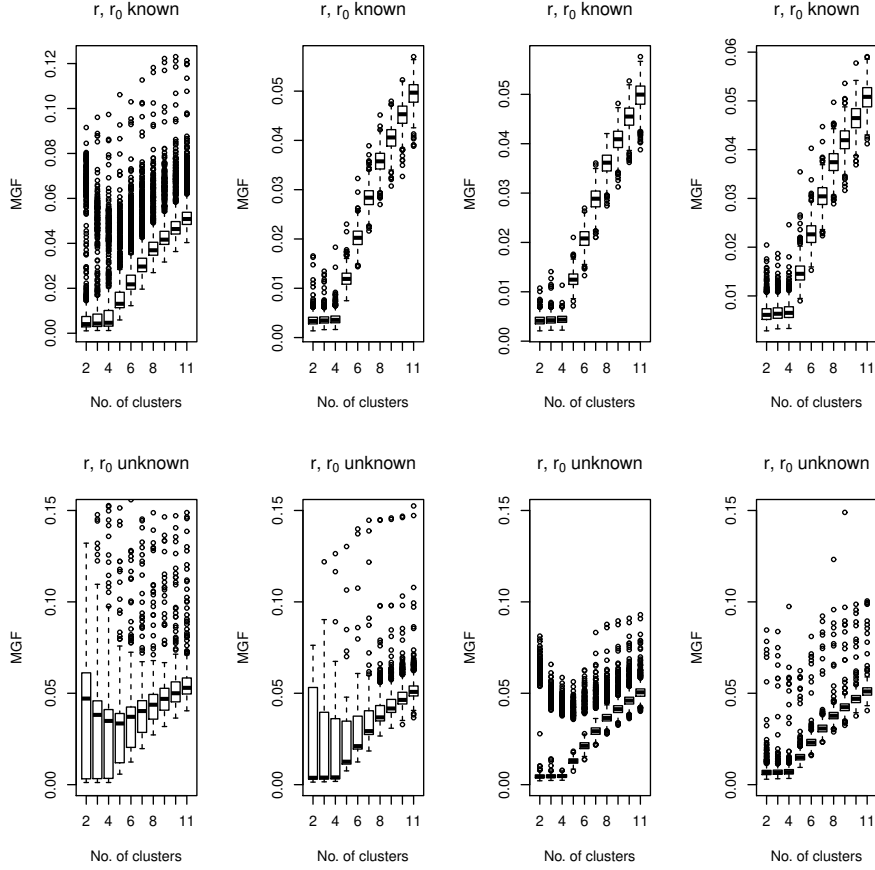 r, r₀ known
MGF
0.00 0.02 0.04 0.06 0.08 0.10 0.12
2 4 6 8 11
No. of clusters
r, r₀ known
MGF
0.00 0.01 0.02 0.03 0.04 0.05
2 4 6 8 11
No. of clusters
r, r₀ known
MGF
0.00 0.01 0.02 0.03 0.04 0.05
2 4 6 8 11
No. of clusters
r, r₀ known
MGF
0.01 0.02 0.03 0.04 0.05 0.06
2 4 6 8 11
No. of clusters
r, r₀ unknown
MGF
0.00 0.05 0.10 0.15
2 4 6 8 11
No. of clusters
r, r₀ unknown
MGF
0.00 0.05 0.10 0.15
2 4 6 8 11
No. of clusters
r, r₀ unknown
MGF
0.00 0.05 0.10 0.15
2 4 6 8 11
No. of clusters
r, r₀ unknown
MGF
0.00 0.05 0.10 0.15
2 4 6 8 11
No. of clusters